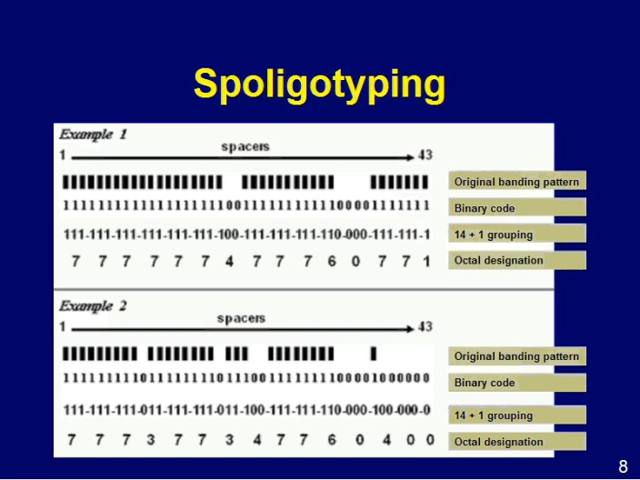 Spoligotyping
Example 1
spacers
1 43
Original banding pattern
1111111111111111111001111111111100001111111 Binary code
111-111-111-111-111-111-100-111-111-111-110-000-111-111-1 14 + 1 grouping
7 7 7 7 7 7 4 7 7 7 6 0 7 7 1 Octal designation
Example 2
spacers
1 43
Original banding pattern
1111111110111111110111001111111100001000000 Binary code
111-111-111-011-111-111-011-100-111-111-110-000-100-000-0 14 + 1 grouping
7 7 7 3 7 7 3 4 7 7 6 0 4 0 0 Octal designation
8